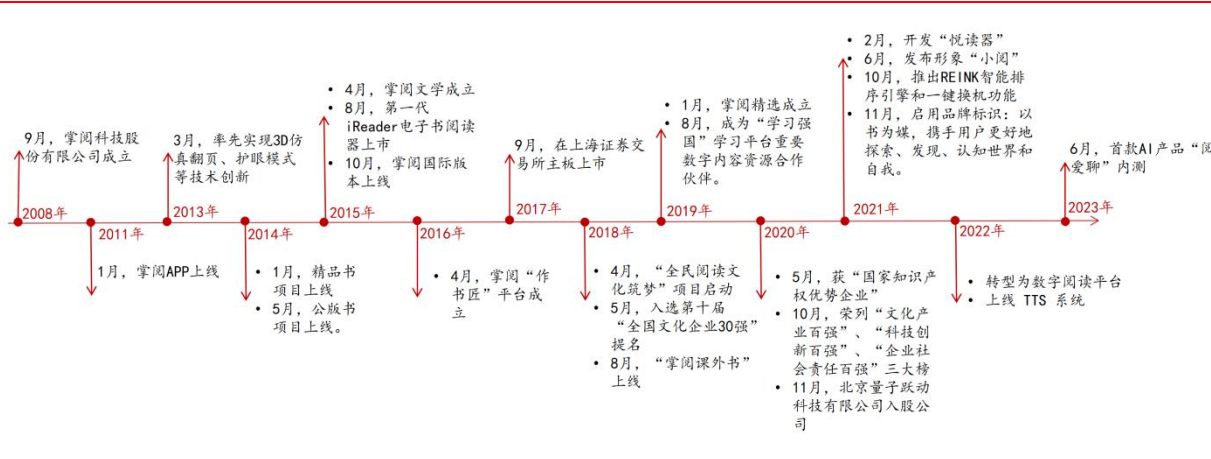 9月，掌阅科技股
份有限公司成立
2008年
2011年
1月，掌阅APP上线
3月，率先实现3D仿
真翻页、护眼模式
等技术创新
2013年
2014年
• 1月，精品书
项目上线
• 5月，公版书
项目上线。
• 4月，掌阅文学成立
• 8月，第一代
iReader电子书阅读
器上市
• 10月，掌阅国际版
本上线
2015年
2016年
• 4月，掌阅“作
书匠”平台成
立
9月，在上海证券交
易所主板上市
2017年
2018年
• 4月，“全民阅读文
化筑梦”项目启动
• 5月，入选第十届
“全国文化企业30强”
提名
• 8月，“掌阅课外书”
上线
• 1月，掌阅精选成立
• 8月，成为“学习强
国”学习平台重要
数字内容资源合作
伙伴。
2019年
2020年
• 5月，获“国家知识产
权优势企业”
• 10月，荣列“文化产
业百强”、“科技创
新百强”、“企业社
会责任百强”三大榜
• 11月，北京量子跃动
科技有限公司入股公
司
• 2月，开发“悦读器”
• 6月，发布形象“小阅”
• 10月，推出REINK智能排
序引擎和一键换机功能
• 11月，启用品牌标识：以
书为媒，携手用户更好地
探索、发现、认知世界和
自我。
2021年
2022年
• 转型为数字阅读平台
• 上线 TTS 系统
6月，首款AI产品“阅
爱聊”内测
2023年